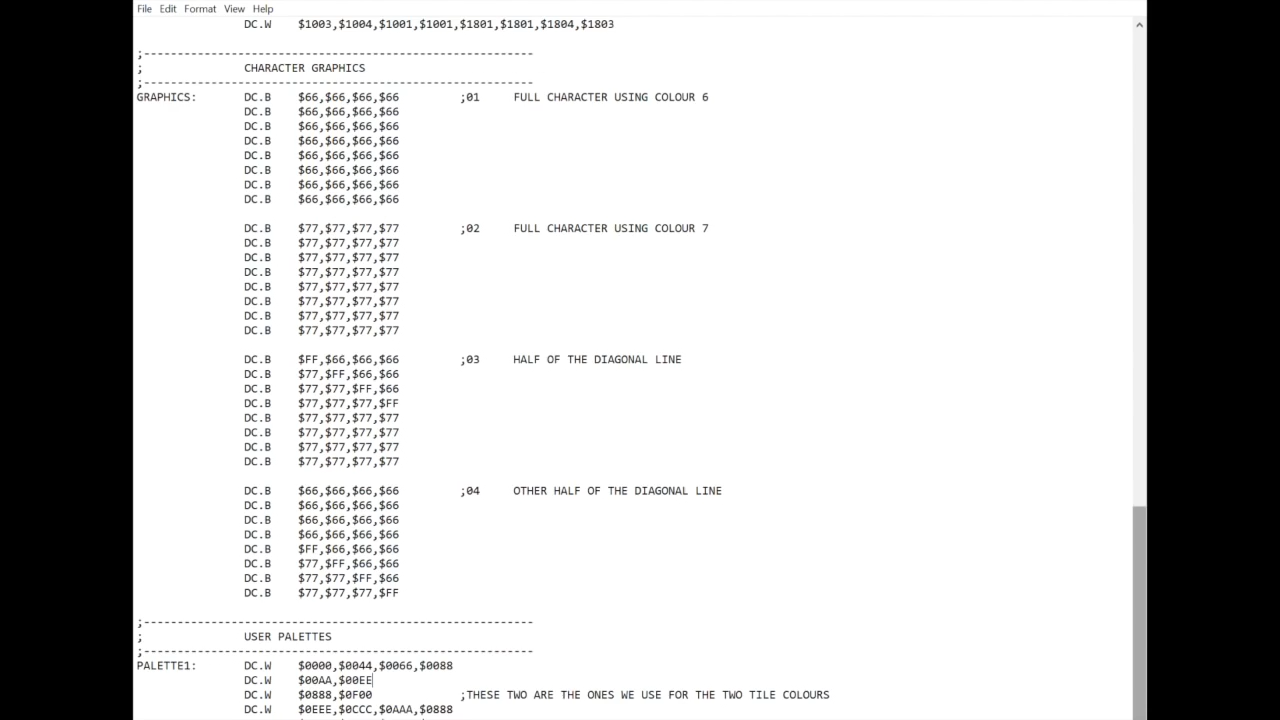 File Edit Format View Help
DC.W $1003,$1004,$1001,$1001,$1801,$1801,$1804,$1803
;----------------------------------------------------------
; CHARACTER GRAPHICS
;----------------------------------------------------------
GRAPHICS: DC.B $66,$66,$66,$66 ;01 FULL CHARACTER USING COLOUR 6
DC.B $66,$66,$66,$66
DC.B $66,$66,$66,$66
DC.B $66,$66,$66,$66
DC.B $66,$66,$66,$66
DC.B $66,$66,$66,$66
DC.B $66,$66,$66,$66
DC.B $66,$66,$66,$66
DC.B $77,$77,$77,$77 ;02 FULL CHARACTER USING COLOUR 7
DC.B $77,$77,$77,$77
DC.B $77,$77,$77,$77
DC.B $77,$77,$77,$77
DC.B $77,$77,$77,$77
DC.B $77,$77,$77,$77
DC.B $77,$77,$77,$77
DC.B $77,$77,$77,$77
DC.B $FF,$66,$66,$66 ;03 HALF OF THE DIAGONAL LINE
DC.B $77,$FF,$66,$66
DC.B $77,$77,$FF,$66
DC.B $77,$77,$77,$FF
DC.B $77,$77,$77,$77
DC.B $77,$77,$77,$77
DC.B $77,$77,$77,$77
DC.B $77,$77,$77,$77
DC.B $66,$66,$66,$66 ;04 OTHER HALF OF THE DIAGONAL LINE
DC.B $66,$66,$66,$66
DC.B $66,$66,$66,$66
DC.B $66,$66,$66,$66
DC.B $FF,$66,$66,$66
DC.B $77,$FF,$66,$66
DC.B $77,$77,$FF,$66
DC.B $77,$77,$77,$FF
;----------------------------------------------------------
; USER PALETTES
;----------------------------------------------------------
PALETTE1: DC.W $0000,$0044,$0066,$0088
DC.W $00AA,$00EE
DC.W $0888,$0F00 ;THESE TWO ARE THE ONES WE USE FOR THE TWO TILE COLOURS
DC.W $0EEE,$0CCC,$0AAA,$0888